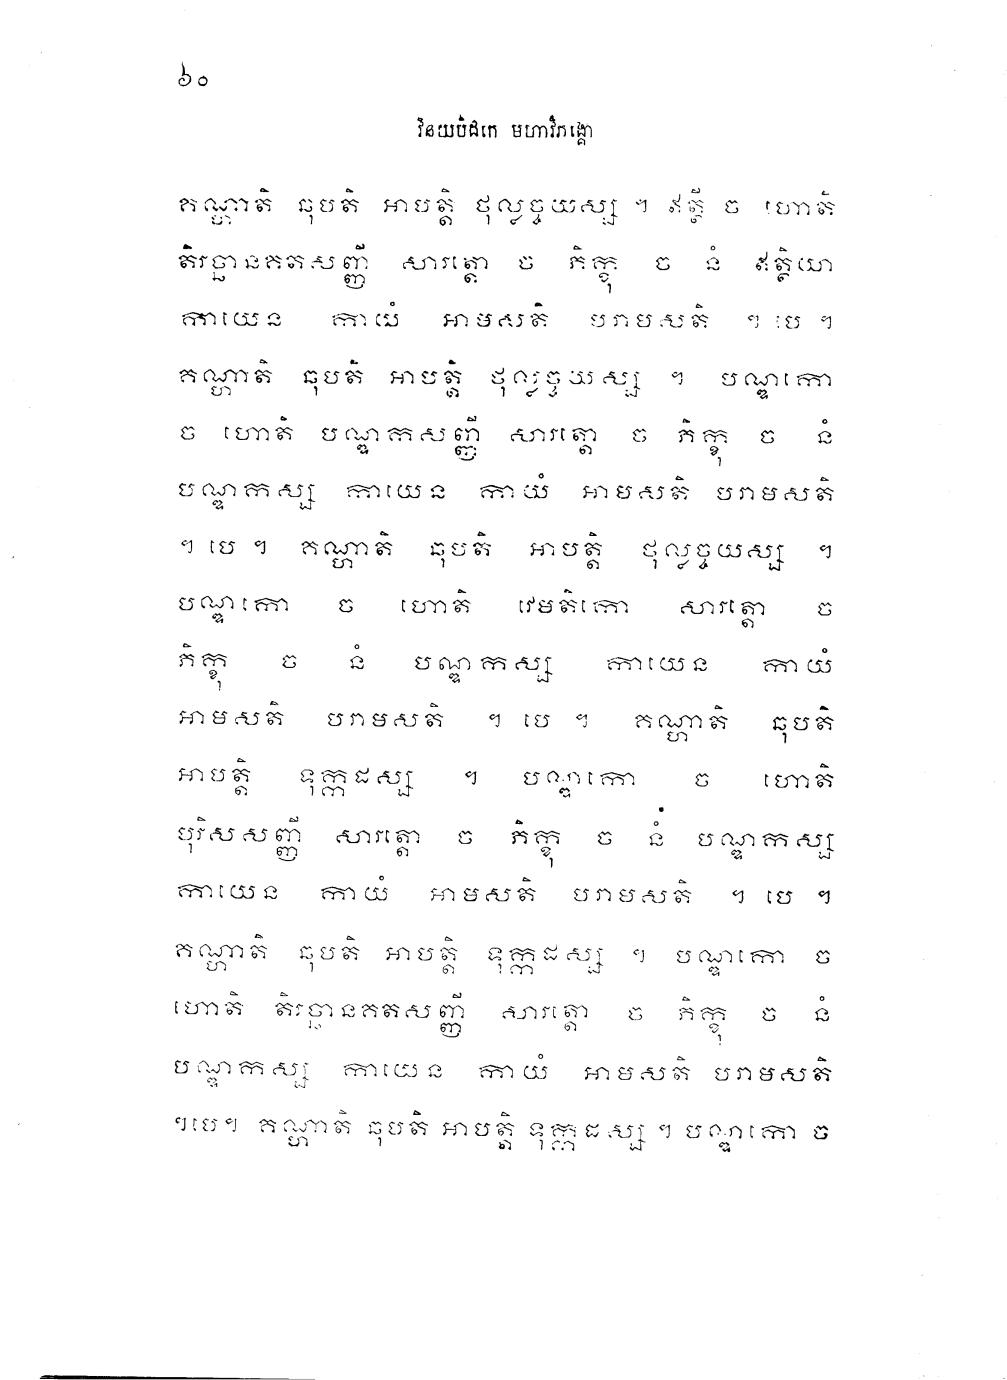 ៦០
វិនយបិដកេ មហាវិភង្គោ
គណ្ហាតិ ឆុបតិ អាបត្តិ ថុល្លច្ចយស្ស ។ ឥត្ថី ច ហោតិ
តិរច្ឆានគតសញ្ញី សារត្តោ ច ភិក្ខុ ច នំ ឥត្ថិយា
កាយេន កាយំ អាមសតិ បរាមសតិ ។ បេ ។
គណ្ហាតិ ឆុបតិ អាបត្តិ ថុល្លច្ចយស្ស ។ បណ្ឌកោ
ច ហោតិ បណ្ឌកសញ្ញី សារត្តោ ច ភិក្ខុ ច នំ
បណ្ឌកស្ស កាយេន កាយំ អាមសតិ បរាមសតិ
។ បេ ។ គណ្ហាតិ ឆុបតិ អាបត្តិ ថុល្លច្ចយស្ស ។
បណ្ឌកោ ច ហោតិ វេមតិកោ សារត្តោ ច
ភិក្ខុ ច នំ បណ្ឌកស្ស កាយេន កាយំ
អាមសតិ បរាមសតិ ។ បេ ។ គណ្ហាតិ ឆុបតិ
អាបត្តិ ទុក្កដស្ស ។ បណ្ឌកោ ច ហោតិ
បុរិសសញ្ញី សារត្តោ ច ភិក្ខុ ច នំ បណ្ឌកស្ស
កាយេន កាយំ អាមសតិ បរាមសតិ ។ បេ ។
គណ្ហាតិ ឆុបតិ អាបត្តិ ទុក្កដស្ស ។ បណ្ឌកោ ច
ហោតិ តិរច្ឆានគតសញ្ញី សារត្តោ ច ភិក្ខុ ច នំ
បណ្ឌកស្ស កាយេន កាយំ អាមសតិ បរាមសតិ
។បេ។ គណ្ហាតិ ឆុបតិ អាបត្តិ ទុក្កដស្ស ។ បណ្ឌកោ ច